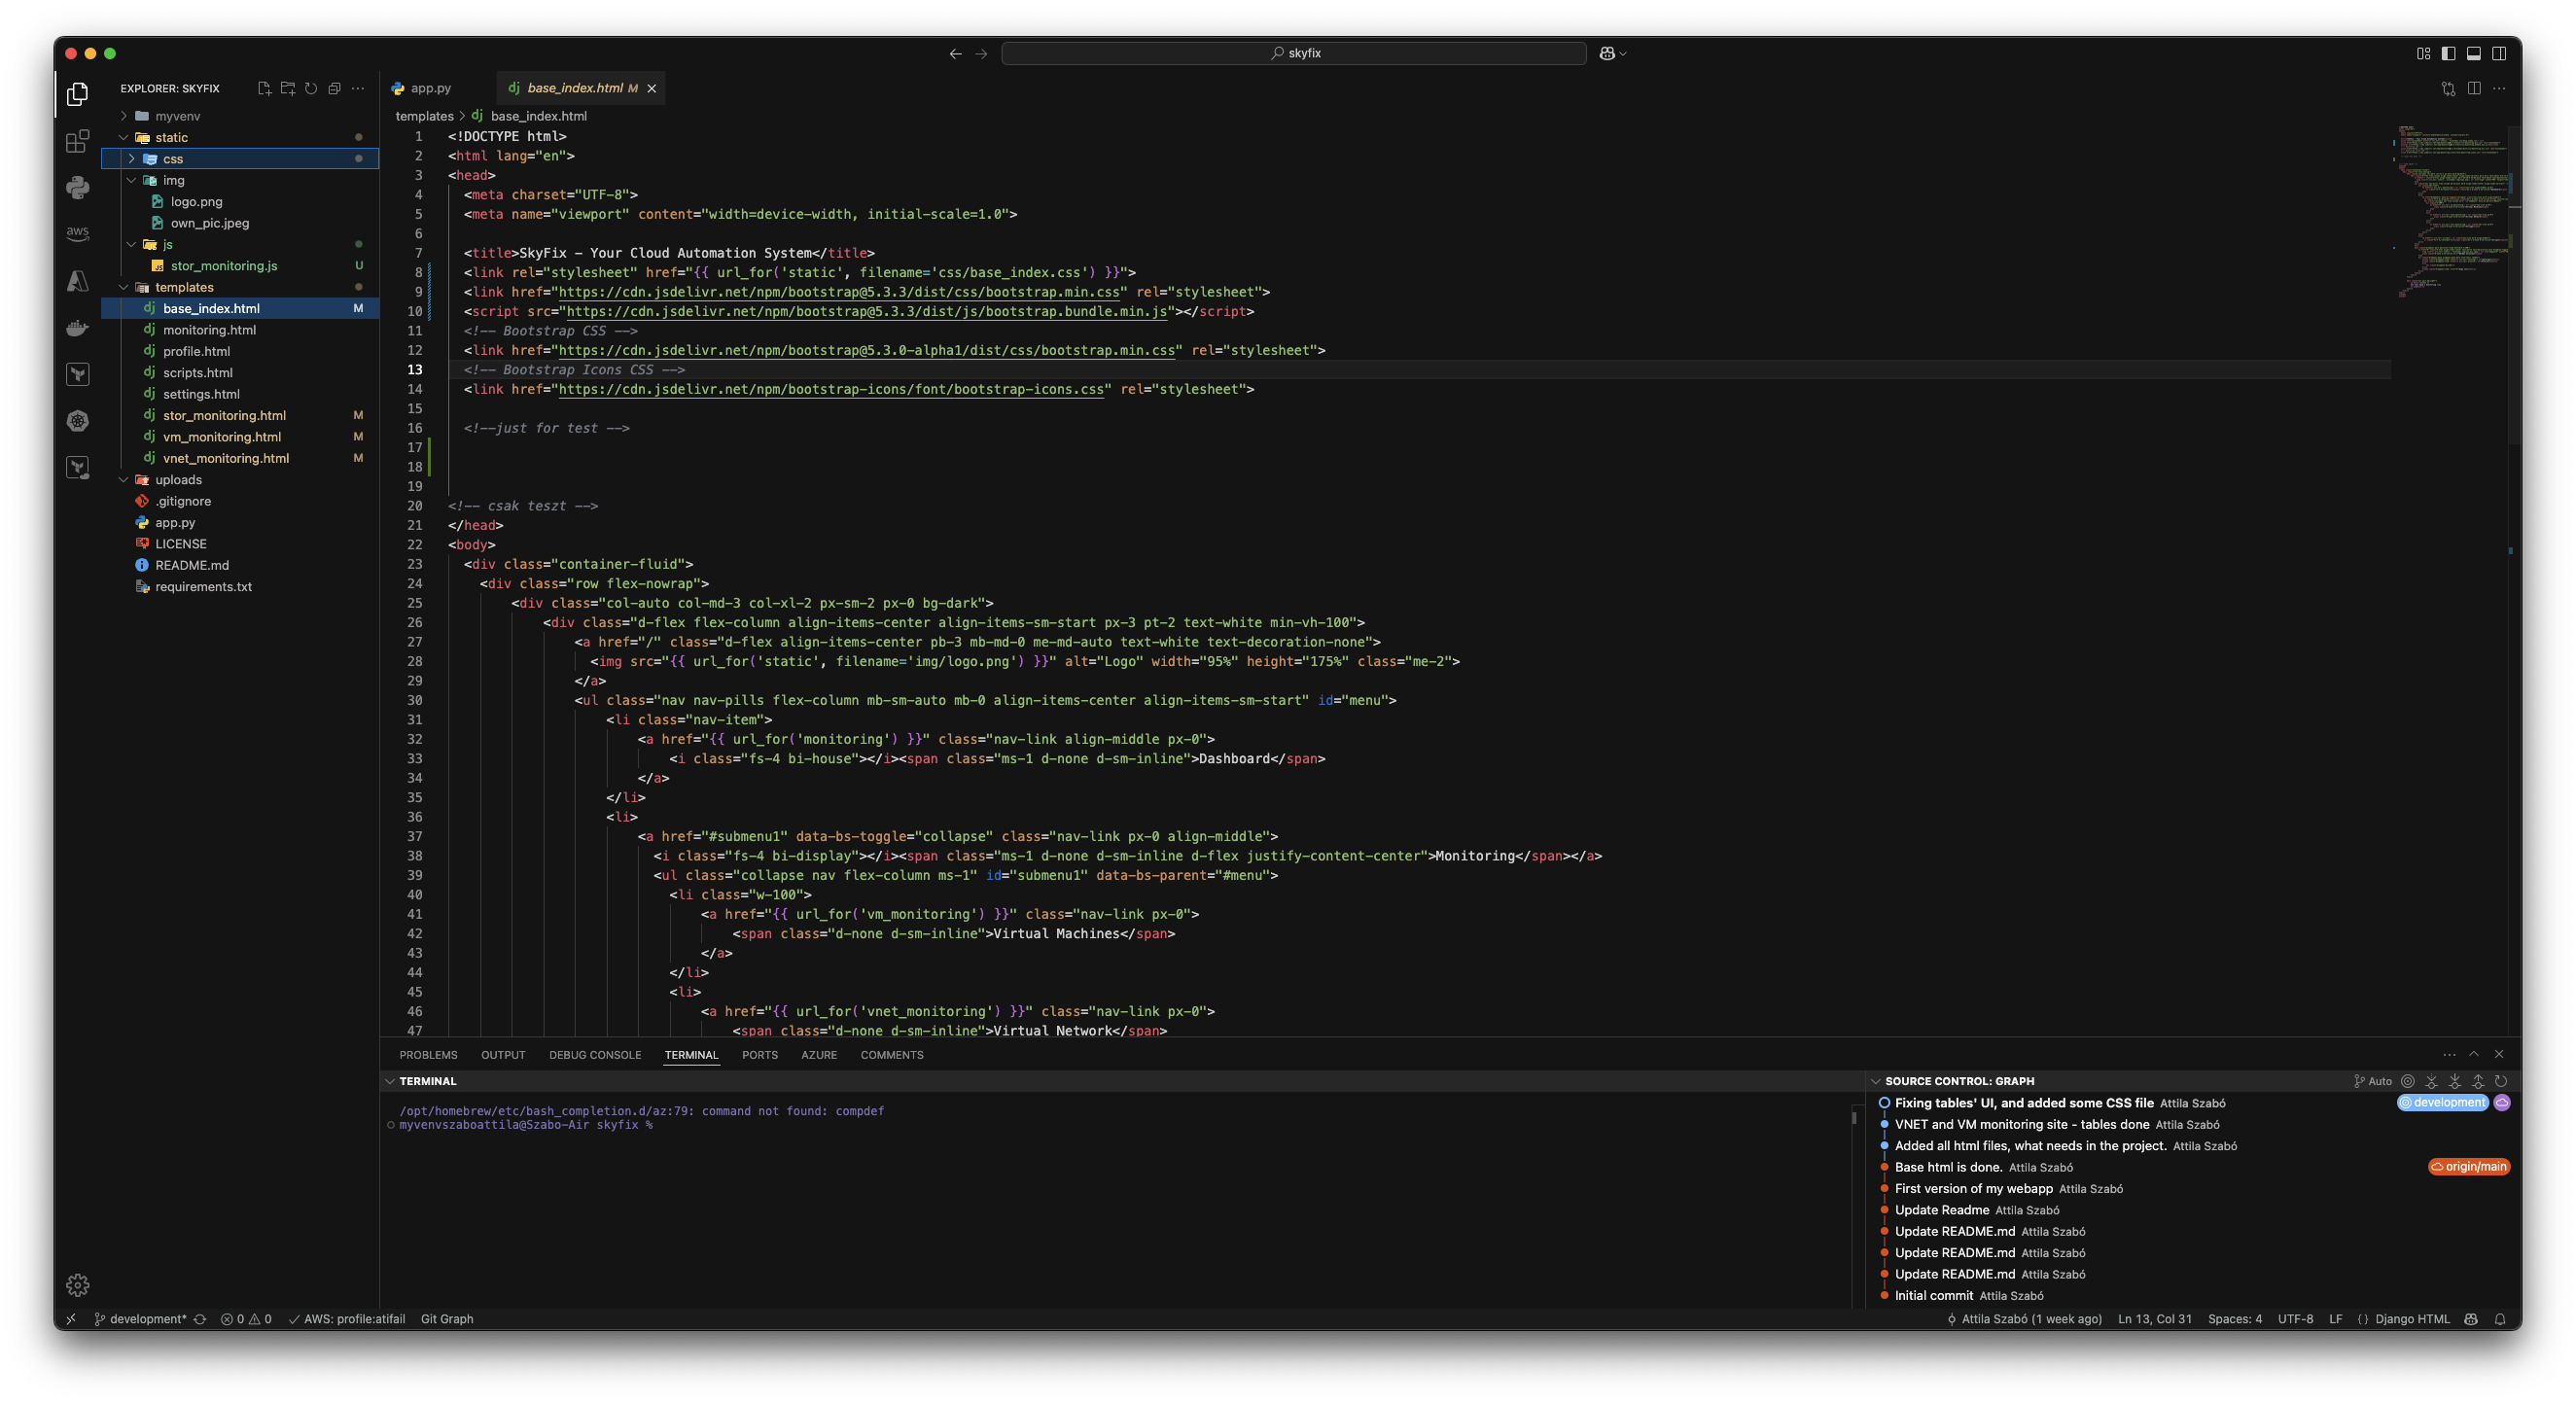 skyfix
EXPLORER: SKYFIX
myvenv
static
css
img
logo.png
own_pic.jpeg
js
stor_monitoring.js U
templates
base_index.html M
monitoring.html
profile.html
scripts.html
settings.html
stor_monitoring.html M
vm_monitoring.html M
vnet_monitoring.html M
uploads
.gitignore
app.py
LICENSE
README.md
requirements.txt
aws
app.py
base_index.html M
templates > base_index.html
1 <!DOCTYPE html>
2 <html lang="en">
3 <head>
4 <meta charset="UTF-8">
5 <meta name="viewport" content="width=device-width, initial-scale=1.0">
6
7 <title>SkyFix – Your Cloud Automation System</title>
8 <link rel="stylesheet" href="{{ url_for('static', filename='css/base_index.css') }}">
9 <link href="https://cdn.jsdelivr.net/npm/bootstrap@5.3.3/dist/css/bootstrap.min.css" rel="stylesheet">
10 <script src="https://cdn.jsdelivr.net/npm/bootstrap@5.3.3/dist/js/bootstrap.bundle.min.js"></script>
11 <!-- Bootstrap CSS -->
12 <link href="https://cdn.jsdelivr.net/npm/bootstrap@5.3.0-alpha1/dist/css/bootstrap.min.css" rel="stylesheet">
13 <!-- Bootstrap Icons CSS -->
14 <link href="https://cdn.jsdelivr.net/npm/bootstrap-icons/font/bootstrap-icons.css" rel="stylesheet">
15
16 <!--just for test -->
17
18
19
20 <!-- csak teszt -->
21 </head>
22 <body>
23 <div class="container-fluid">
24 <div class="row flex-nowrap">
25 <div class="col-auto col-md-3 col-xl-2 px-sm-2 px-0 bg-dark">
26 <div class="d-flex flex-column align-items-center align-items-sm-start px-3 pt-2 text-white min-vh-100">
27 <a href="/" class="d-flex align-items-center pb-3 mb-md-0 me-md-auto text-white text-decoration-none">
28 <img src="{{ url_for('static', filename='img/logo.png') }}" alt="Logo" width="95%" height="175%" class="me-2">
29 </a>
30 <ul class="nav nav-pills flex-column mb-sm-auto mb-0 align-items-center align-items-sm-start" id="menu">
31 <li class="nav-item">
32 <a href="{{ url_for('monitoring') }}" class="nav-link align-middle px-0">
33 <i class="fs-4 bi-house"></i><span class="ms-1 d-none d-sm-inline">Dashboard</span>
34 </a>
35 </li>
36 <li>
37 <a href="#submenu1" data-bs-toggle="collapse" class="nav-link px-0 align-middle">
38 <i class="fs-4 bi-display"></i><span class="ms-1 d-none d-sm-inline d-flex justify-content-center">Monitoring</span></a>
39 <ul class="collapse nav flex-column ms-1" id="submenu1" data-bs-parent="#menu">
40 <li class="w-100">
41 <a href="{{ url_for('vm_monitoring') }}" class="nav-link px-0">
42 <span class="d-none d-sm-inline">Virtual Machines</span>
43 </a>
44 </li>
45 <li>
46 <a href="{{ url_for('vnet_monitoring') }}" class="nav-link px-0">
47 <span class="d-none d-sm-inline">Virtual Network</span>
PROBLEMS OUTPUT DEBUG CONSOLE TERMINAL PORTS AZURE COMMENTS
TERMINAL
/opt/homebrew/etc/bash_completion.d/az:79: command not found: compdef
myvenvszaboattila@Szabo-Air skyfix %
SOURCE CONTROL: GRAPH Auto
Fixing tables' UI, and added some CSS file Attila Szabó development
VNET and VM monitoring site - tables done Attila Szabó
Added all html files, what needs in the project. Attila Szabó
Base html is done. Attila Szabó origin/main
First version of my webapp Attila Szabó
Update Readme Attila Szabó
Update README.md Attila Szabó
Update README.md Attila Szabó
Update README.md Attila Szabó
Initial commit Attila Szabó
development* 0 0 AWS: profile:atifail Git Graph
Attila Szabó (1 week ago) Ln 13, Col 31 Spaces: 4 UTF-8 LF {} Django HTML